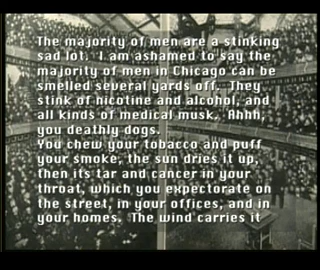 The majority of men are a stinking
sad lot. I am ashamed to say the
majority of men in Chicago can be
smelled several yards off. They
stink of nicotine and alcohol, and
all kinds of medical musk. Ahhh,
you deathly dogs.
You chew your tobacco and puff
your smoke, the sun dries it up,
then its tar and cancer in your
throat, which you expectorate on
the street, in your offices, and in
your homes. The wind carries it